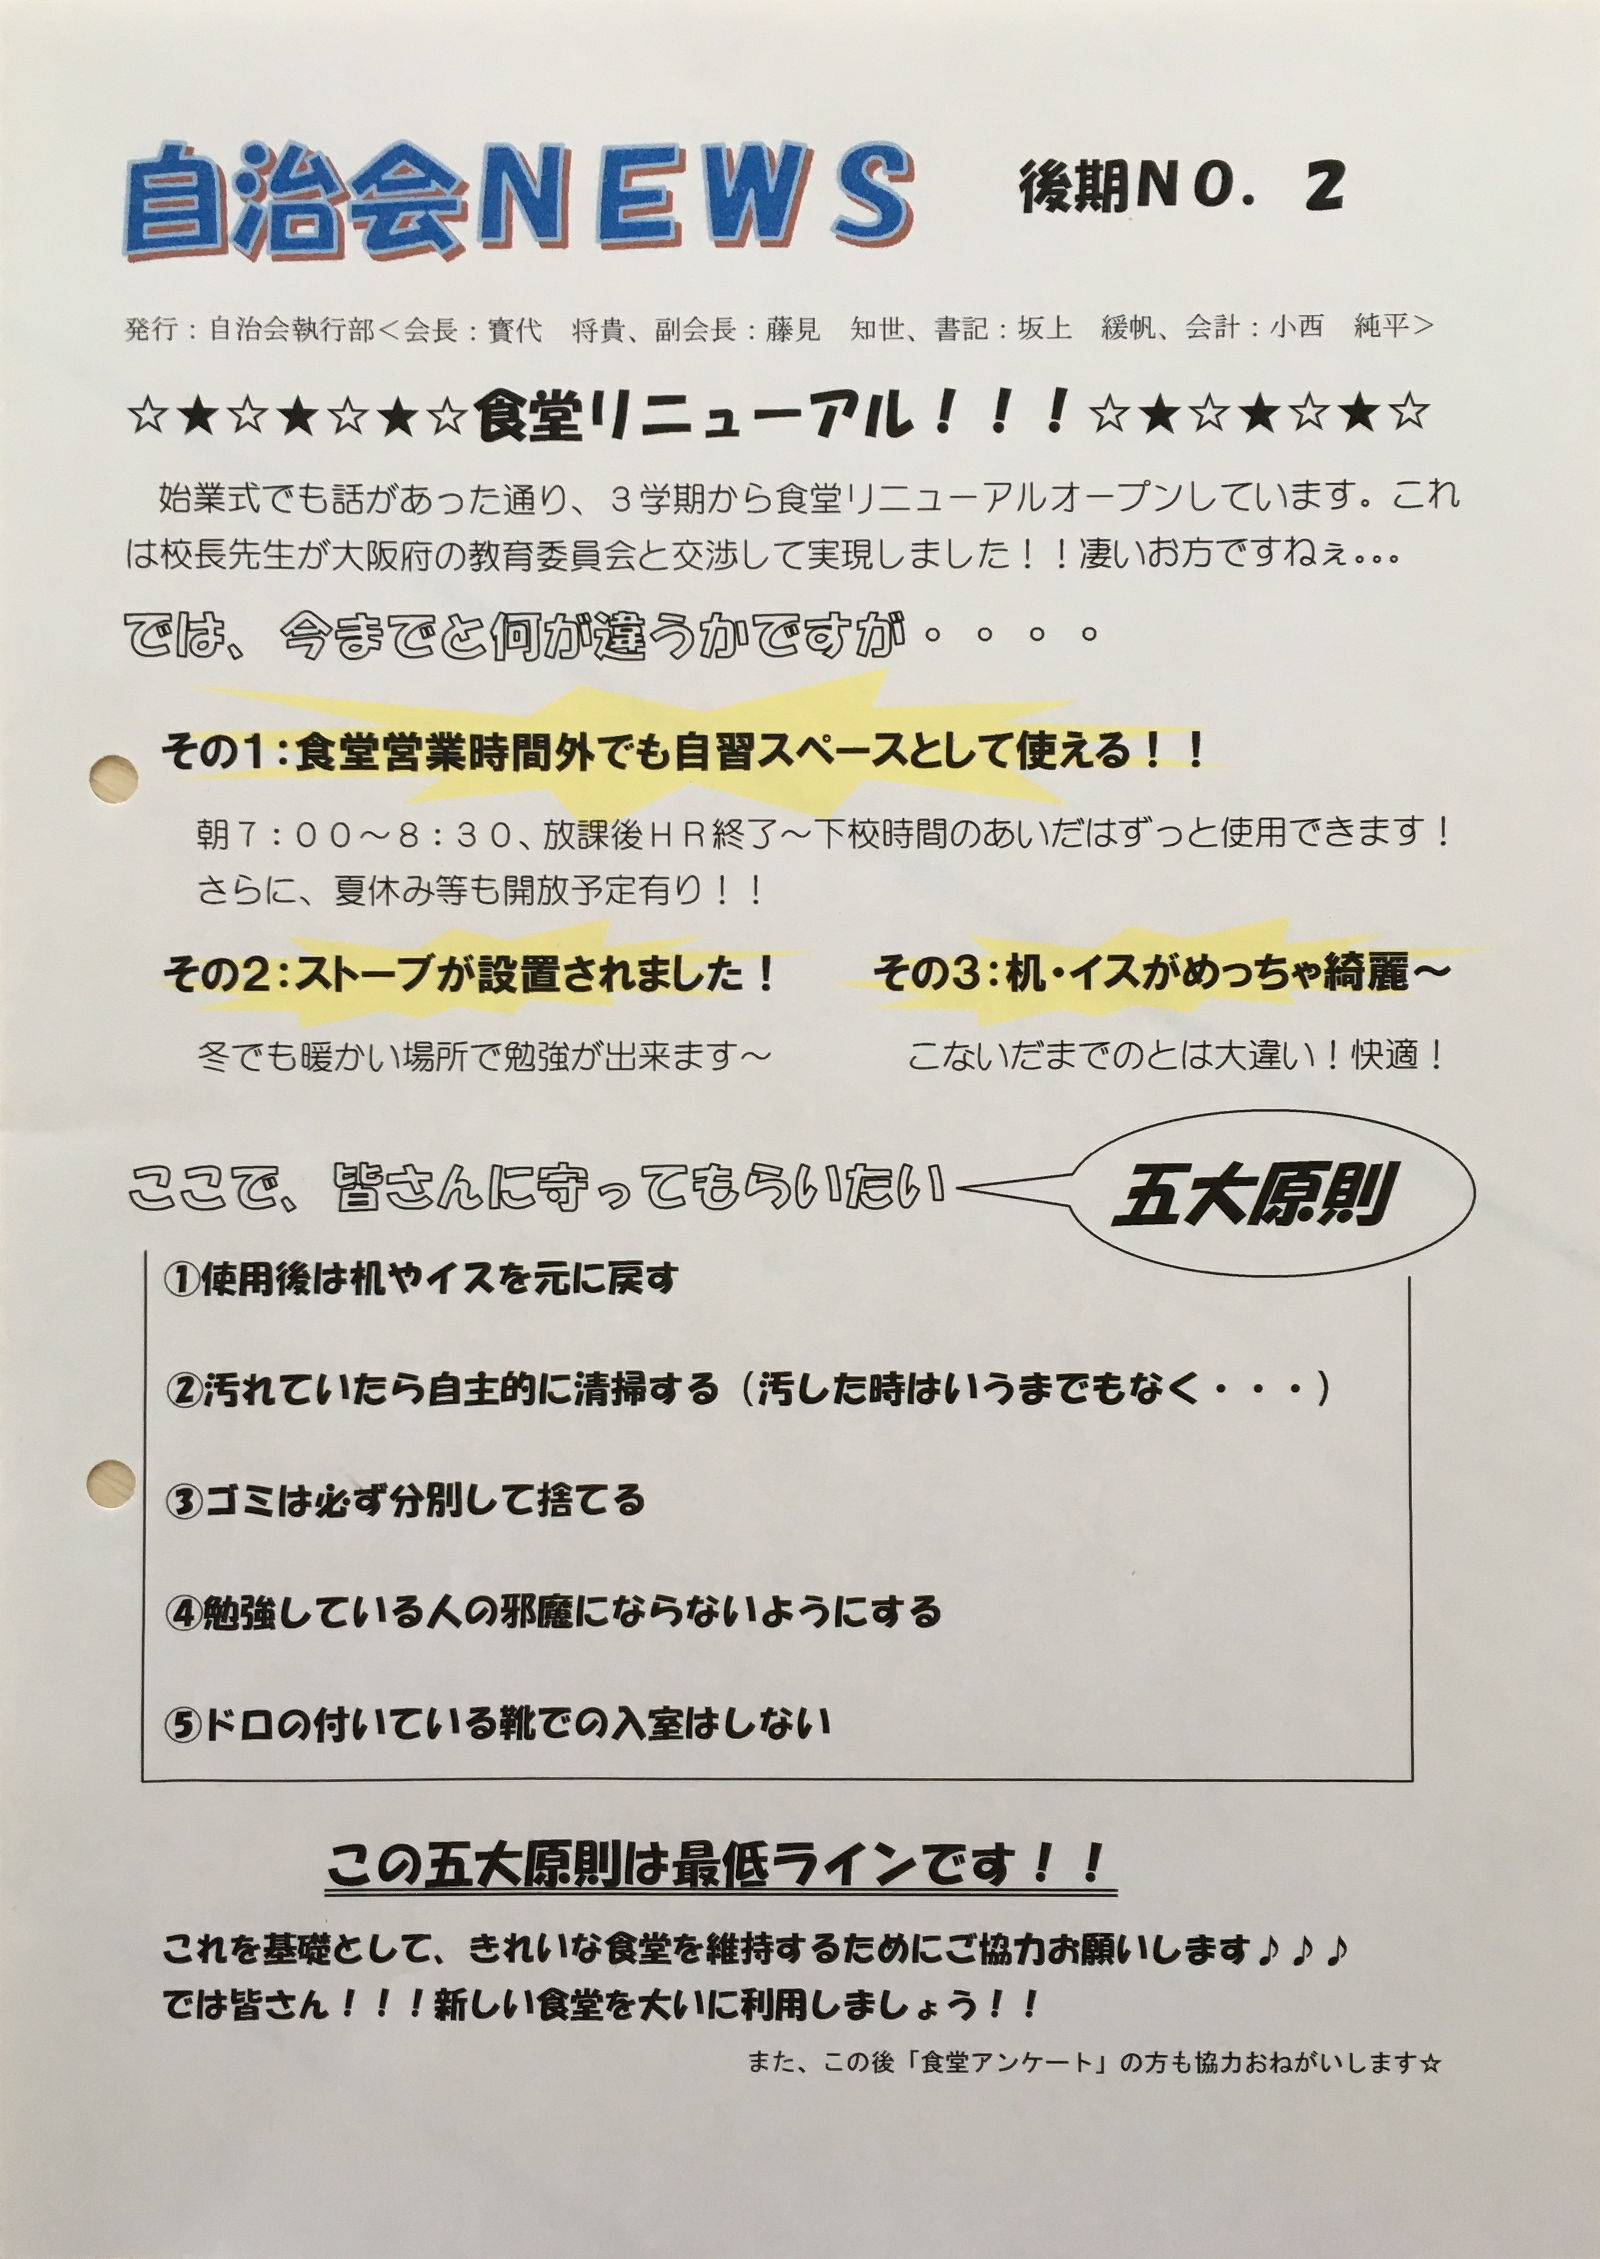 自治会ＮＥＷＳ　後期ＮＯ．２
発行：自治会執行部＜会長：寳代　将貴、副会長：藤見　知世、書記：坂上　緩帆、会計：小西　純平＞
☆★☆★☆★☆食堂リニューアル！！！☆★☆★☆★☆
始業式でも話があった通り、３学期から食堂リニューアルオープンしています。これ
は校長先生が大阪府の教育委員会と交渉して実現しました！！凄いお方ですねぇ｡｡｡
では、今までと何が違うかですが・・・・
その１：食堂営業時間外でも自習スペースとして使える！！
朝７：００～８：３０、放課後ＨＲ終了～下校時間のあいだはずっと使用できます！
さらに、夏休み等も開放予定有り！！
その２：ストーブが設置されました！　その３：机・イスがめっちゃ綺麗～
冬でも暖かい場所で勉強が出来ます～　こないだまでのとは大違い！快適！
ここで、皆さんに守ってもらいたい　五大原則
①使用後は机やイスを元に戻す
②汚れていたら自主的に清掃する（汚した時はいうまでもなく・・・）
③ゴミは必ず分別して捨てる
④勉強している人の邪魔にならないようにする
⑤ドロの付いている靴での入室はしない
この五大原則は最低ラインです！！
これを基礎として、きれいな食堂を維持するためにご協力お願いします♪♪♪
では皆さん！！！新しい食堂を大いに利用しましょう！！
また、この後「食堂アンケート」の方も協力おねがいします☆